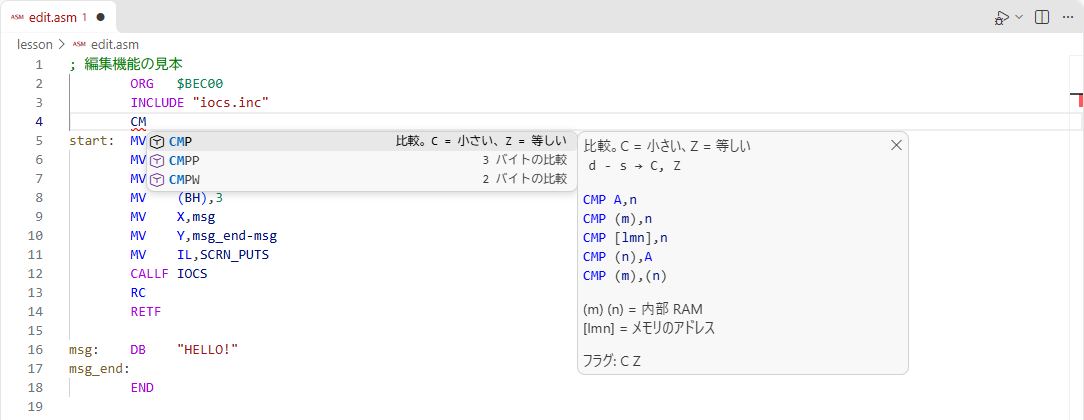 ASM edit.asm 1
lesson > ASM edit.asm
1 ; 編集機能の見本
2 ORG $BEC00
3 INCLUDE "iocs.inc"
4 CM
5 start: MV
6 MV
7 MV
8 MV (BH),3
9 MV X,msg
10 MV Y,msg_end-msg
11 MV IL,SCRN_PUTS
12 CALLF IOCS
13 RC
14 RETF
15
16 msg: DB "HELLO!"
17 msg_end:
18 END
19
CMP 比較。C = 小さい、Z = 等しい
CMPP 3 バイトの比較
CMPW 2 バイトの比較
比較。C = 小さい、Z = 等しい
d - s → C, Z
CMP A,n
CMP (m),n
CMP [lmn],n
CMP (n),A
CMP (m),(n)
(m) (n) = 内部 RAM
[lmn] = メモリのアドレス
フラグ: C Z